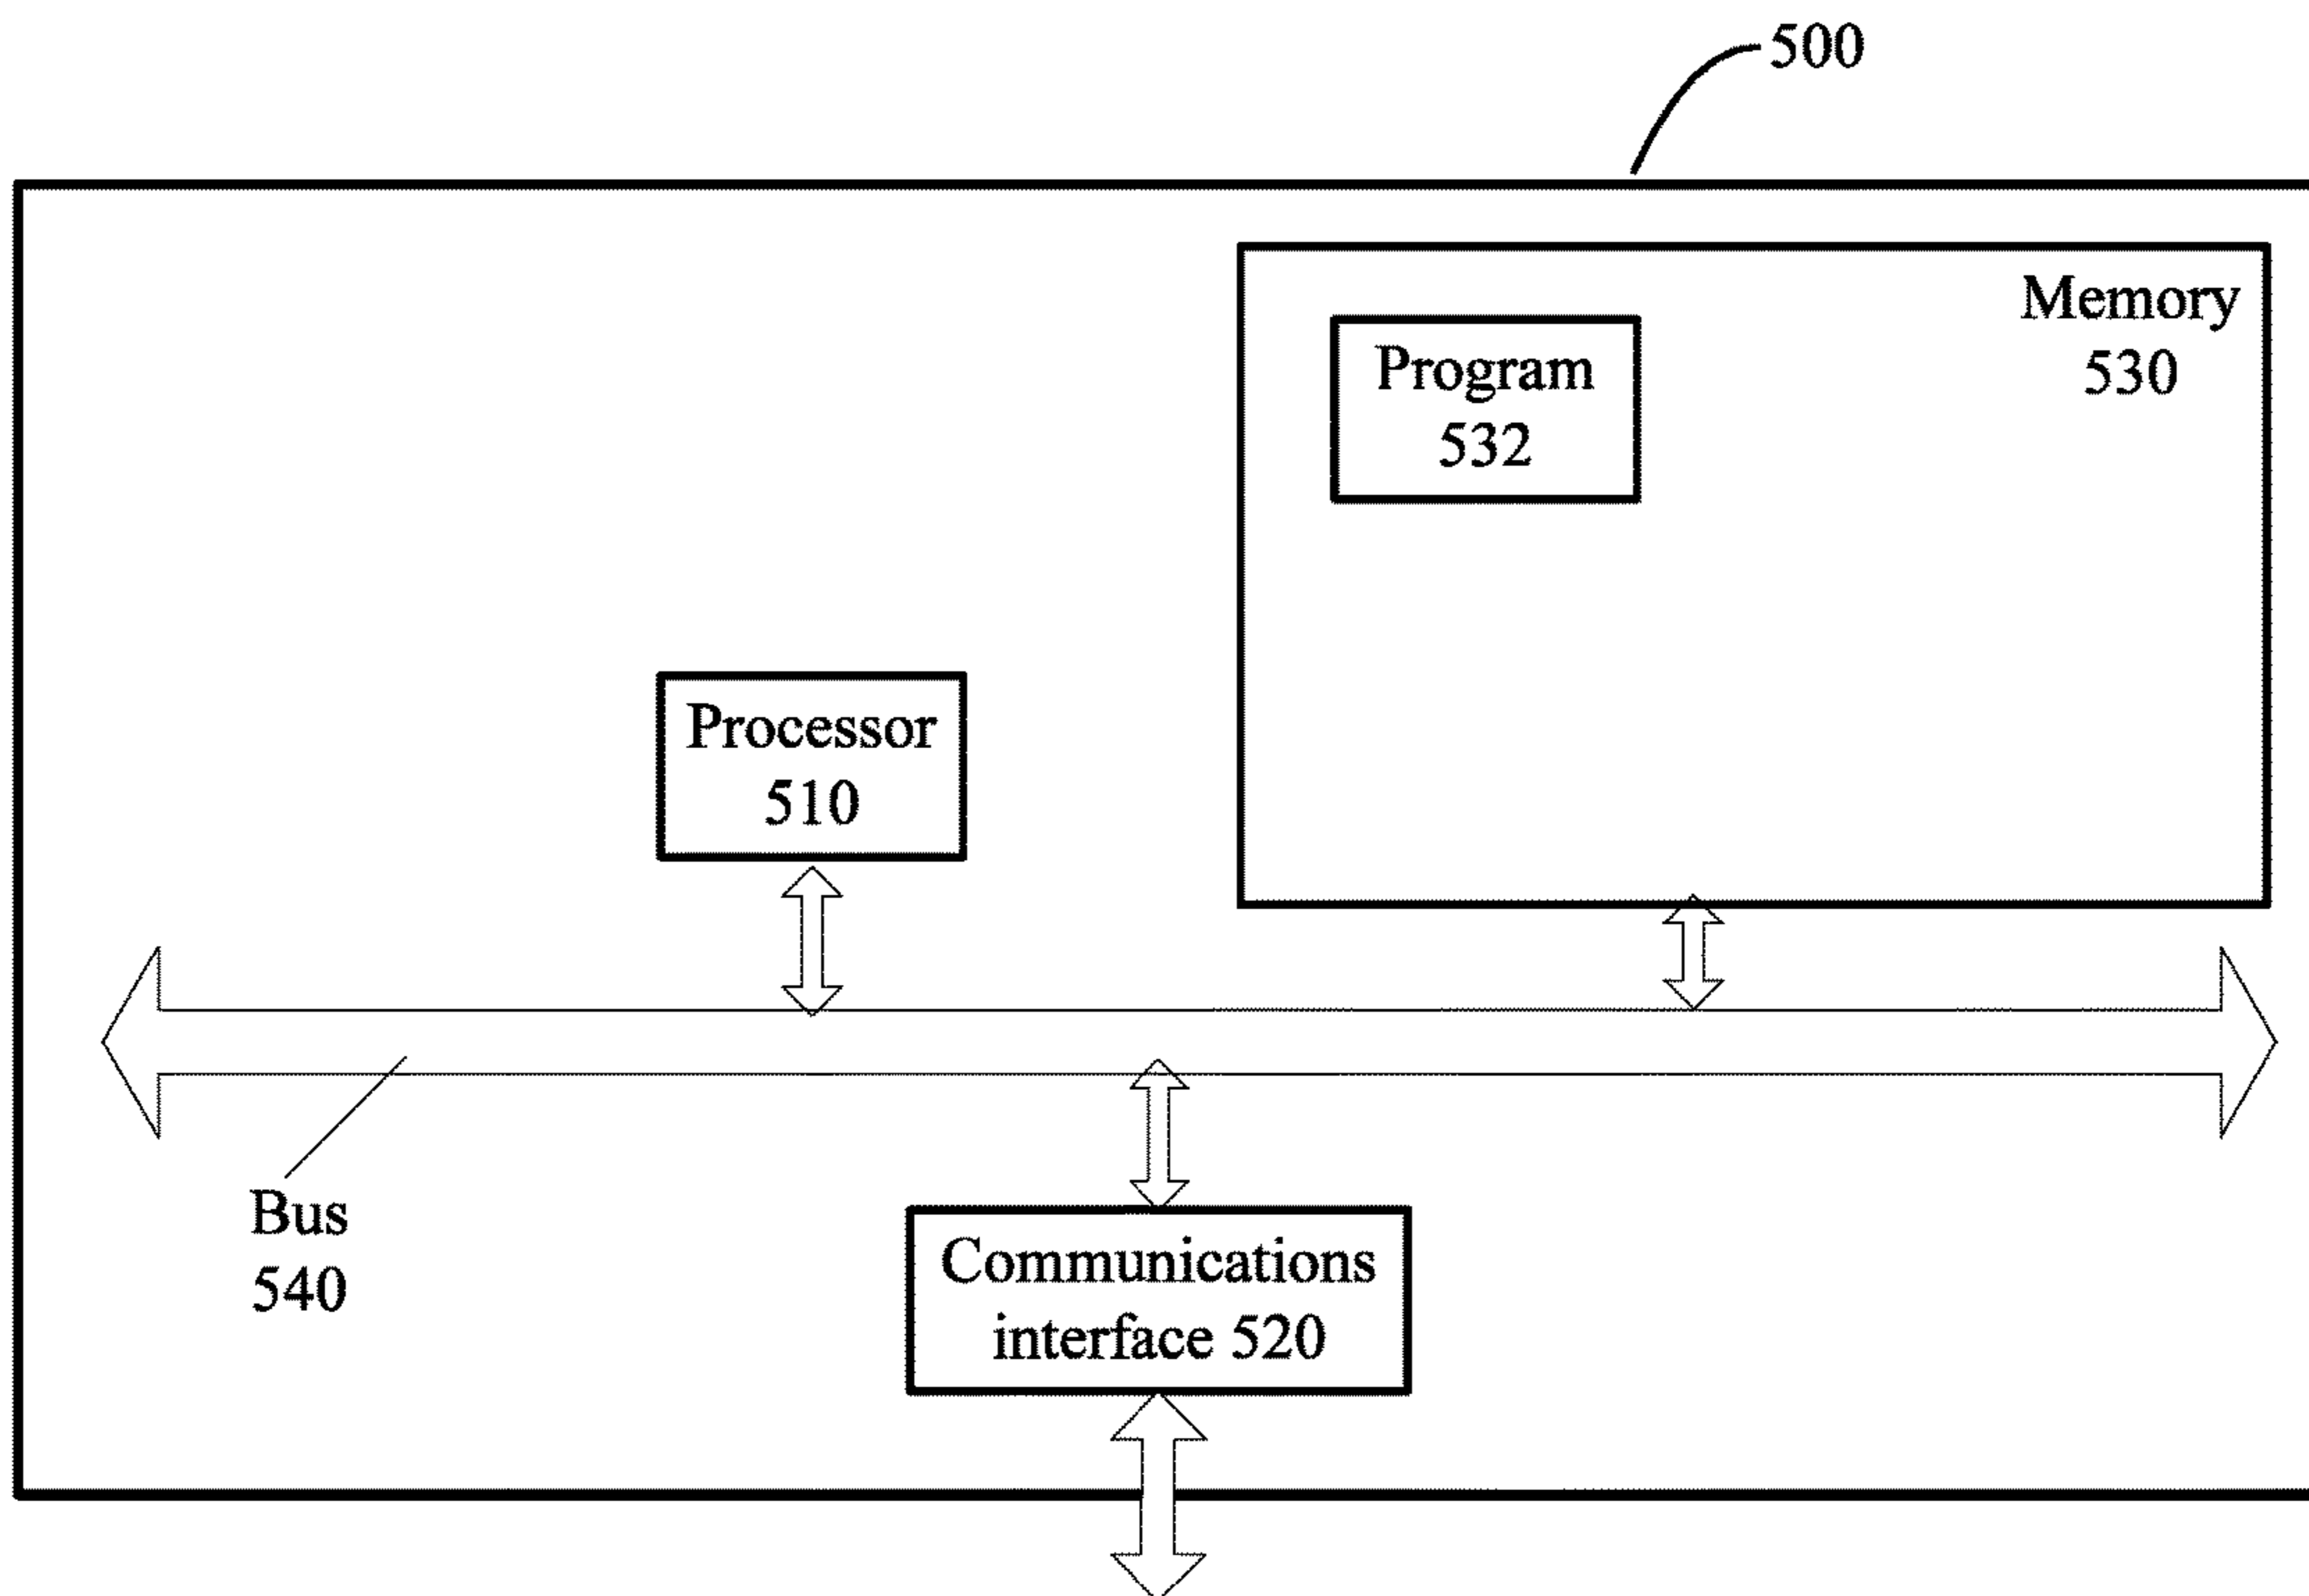 500
Memory
530
Program
532
Processor
510
Bus
540
Communications
interface 520